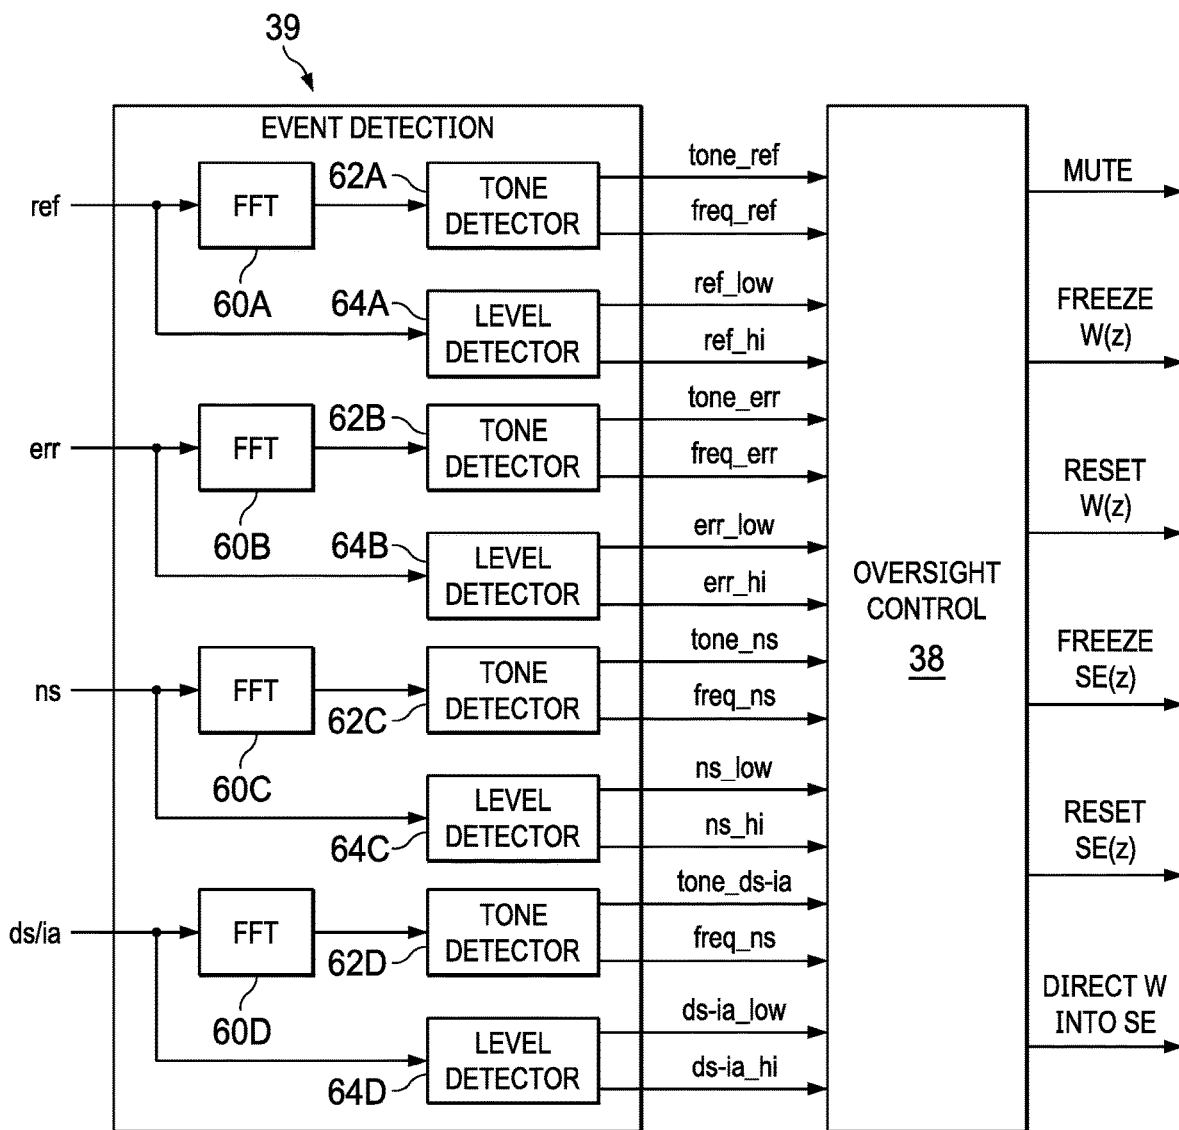 39
EVENT DETECTION
ref
FFT
60A
62A
TONE
DETECTOR
tone_ref
freq_ref
64A
LEVEL
DETECTOR
ref_low
ref_hi
err
FFT
60B
62B
TONE
DETECTOR
tone_err
freq_err
64B
LEVEL
DETECTOR
err_low
err_hi
ns
FFT
60C
62C
TONE
DETECTOR
tone_ns
freq_ns
64C
LEVEL
DETECTOR
ns_low
ns_hi
ds/ia
FFT
60D
62D
TONE
DETECTOR
tone_ds-ia
freq_ns
64D
LEVEL
DETECTOR
ds-ia_low
ds-ia_hi
OVERSIGHT
CONTROL
38
MUTE
FREEZE
W(z)
RESET
W(z)
FREEZE
SE(z)
RESET
SE(z)
DIRECT W
INTO SE